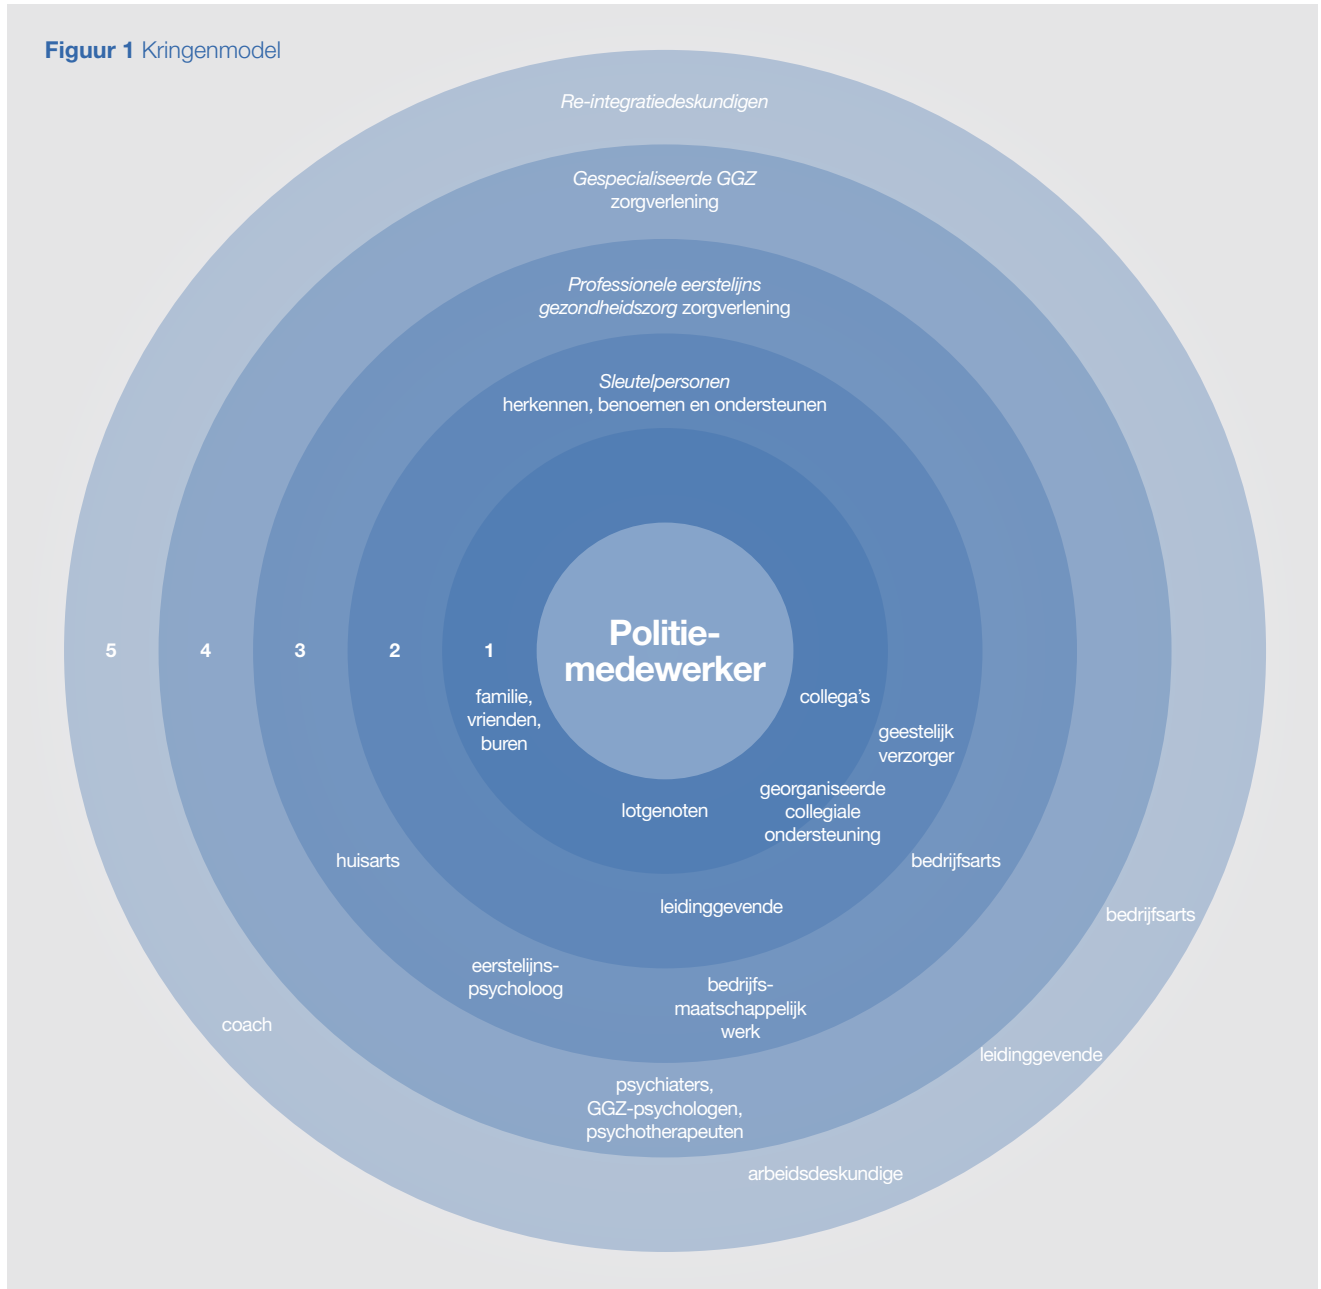 Figuur 1 Kringenmodel
Re-integratiedeskundigen
Gespecialiseerde GGZ
zorgverlening
Professionele eerstelijns
gezondheidszorg zorgverlening
Sleutelpersonen
herkennen, benoemen en ondersteunen
Politie-
medewerker
5
4
3
2
1
familie,
vrienden,
buren
collega's
geestelijk
verzorger
lotgenoten
georganiseerde
collegiale
ondersteuning
huisarts
bedrijfsarts
leidinggevende
bedrijfsarts
eerstelijns-
psycholoog
bedrijfs-
maatschappelijk
werk
coach
leidinggevende
psychiaters,
GGZ-psychologen,
psychotherapeuten
arbeidsdeskundige